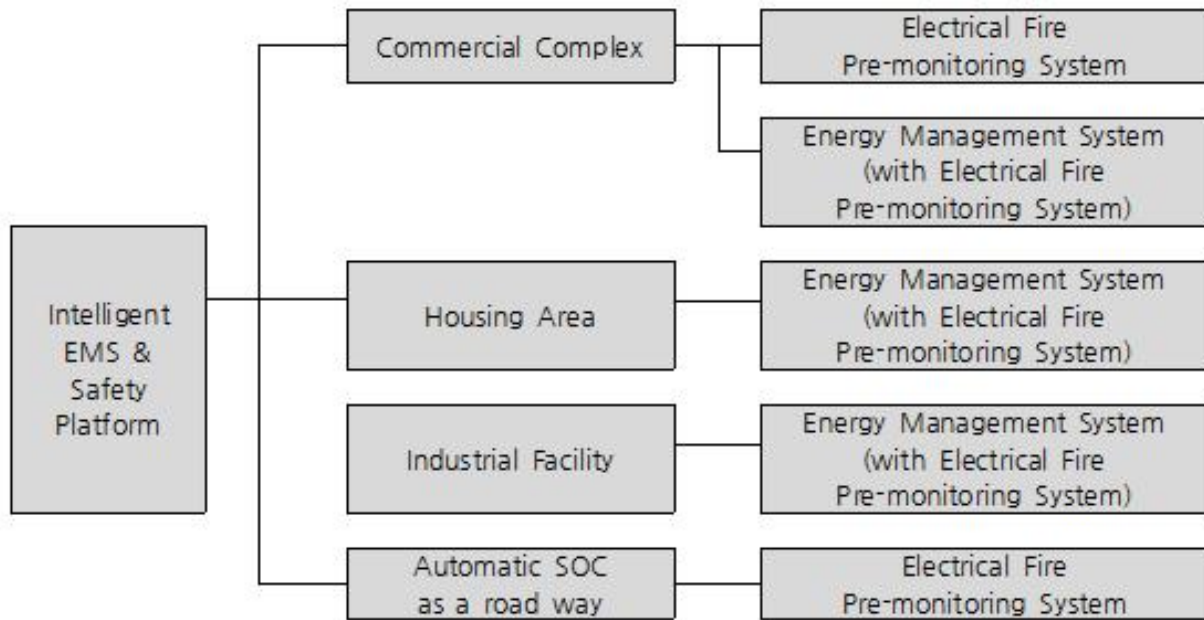 Intelligent
EMS &
Safety
Platform
Commercial Complex
Electrical Fire
Pre-monitoring System
Energy Management System
(with Electrical Fire
Pre-monitoring System)
Housing Area
Energy Management System
(with Electrical Fire
Pre-monitoring System)
Industrial Facility
Energy Management System
(with Electrical Fire
Pre-monitoring System)
Automatic SOC
as a road way
Electrical Fire
Pre-monitoring System